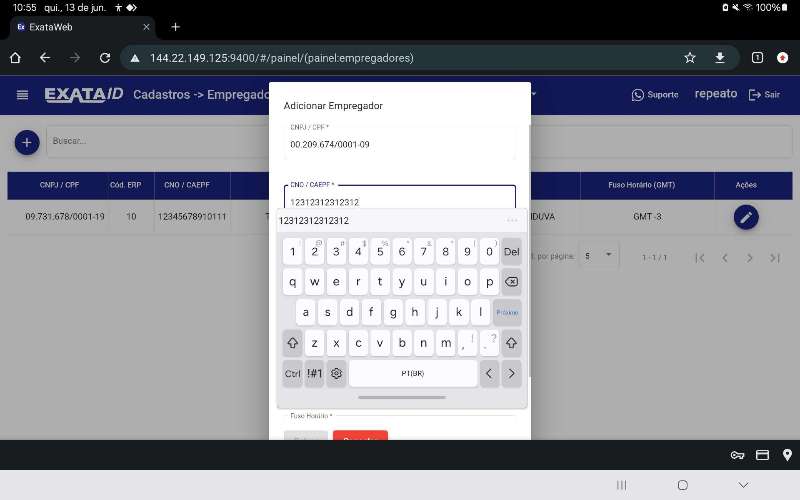 10:55 qui., 13 de jun.
100%
Ex ExataWeb
144.22.149.125:9400/#/painel/(painel:empregadores)
1
EXATAID Cadastros -> Empregado
Suporte repeato Sair
Adicionar Empregador
Buscar...
CNPJ / CPF *
00.209.674/0001-09
CNPJ / CPF Cód. ERP CNO / CAEPF Fuso Horário (GMT) Ações
CNO / CAEPF *
12312312312312
09.731.678/0001-19 10 12345678910111 T DUVA GMT -3
12312312312312 ...
. por página: 5 1 - 1 / 1
1 2 3 4 5 6 7 8 9 0 Del
@ # $ % ^ & * ( )
q w e r t y u i o p
a s d f g h j k l Próximo
z x c v b n m , ! . ?
Ctrl !#1 PT(BR) < >
Fuso Horário *